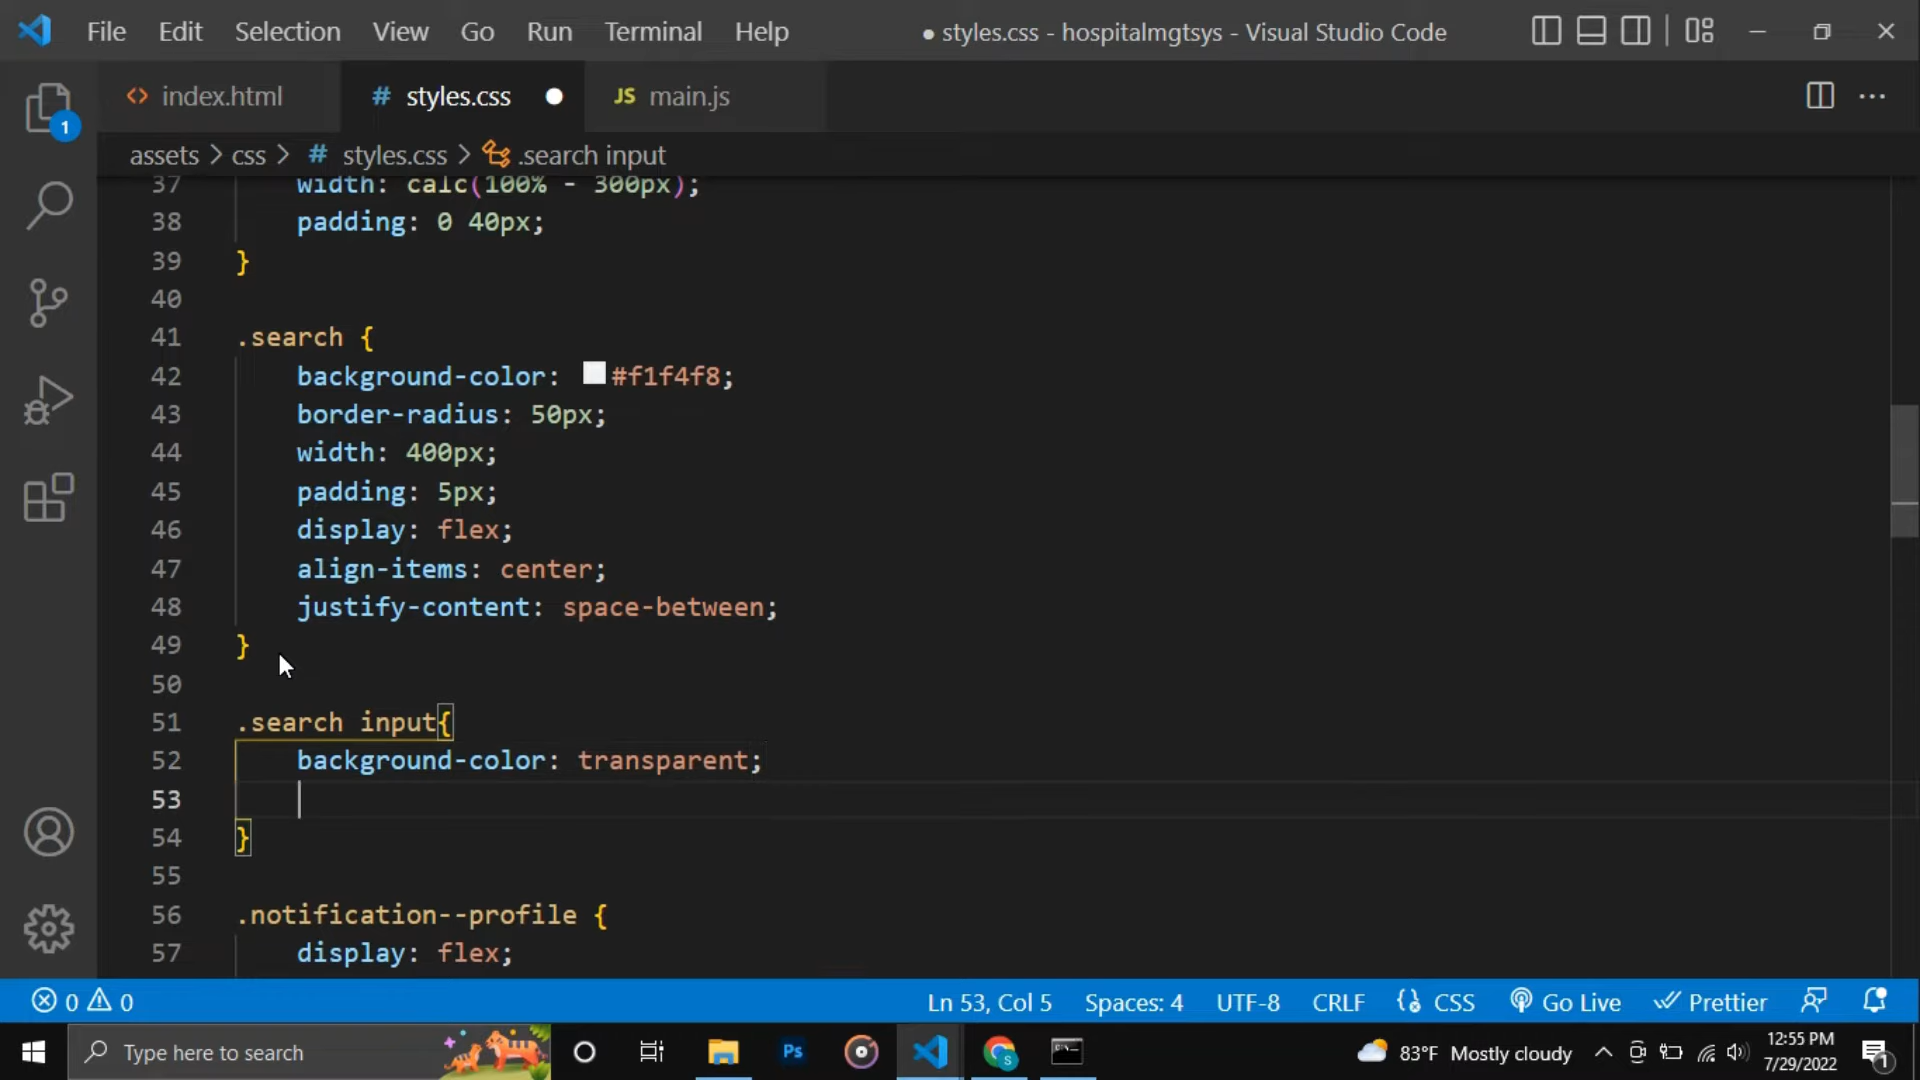 File Edit Selection View Go Run Terminal Help ● styles.css - hospitalmgtsys - Visual Studio Code
<> index.html # styles.css ● JS main.js ···
1
assets > css > # styles.css > .search input
37 width: calc(100% - 300px);
38 padding: 0 40px;
39 }
40
41 .search {
42 background-color: #f1f4f8;
43 border-radius: 50px;
44 width: 400px;
45 padding: 5px;
46 display: flex;
47 align-items: center;
48 justify-content: space-between;
49 }
50
51 .search input{
52 background-color: transparent;
53
54 }
55
56 .notification--profile {
57 display: flex;
0 0 Ln 53, Col 5 Spaces: 4 UTF-8 CRLF CSS Go Live Prettier
Type here to search Ps S 83°F Mostly cloudy 12:55 PM
7/29/2022 1